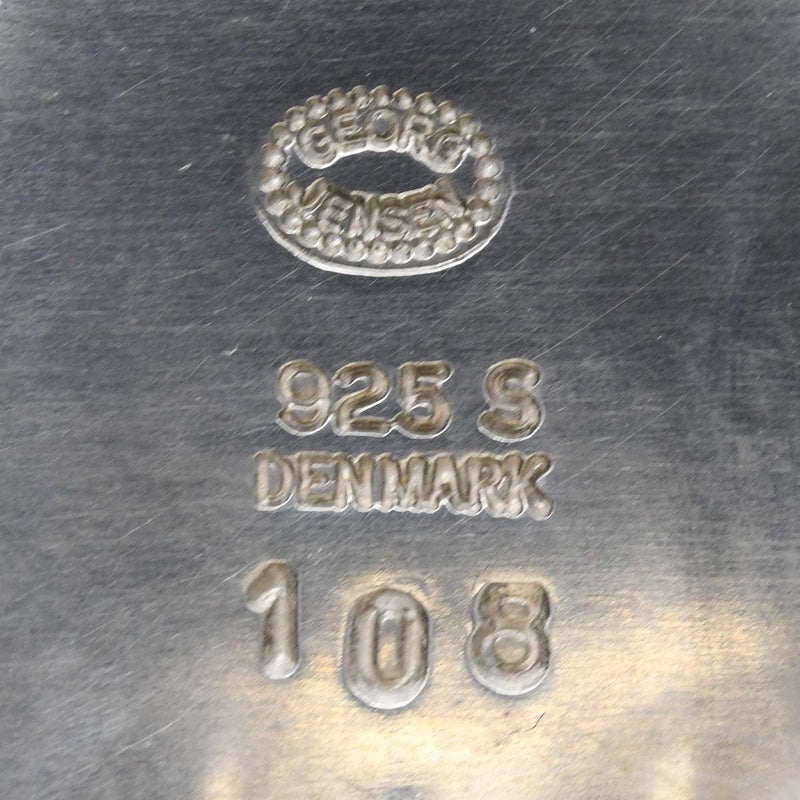 GEORG
JENSEN
925 S
DENMARK
108